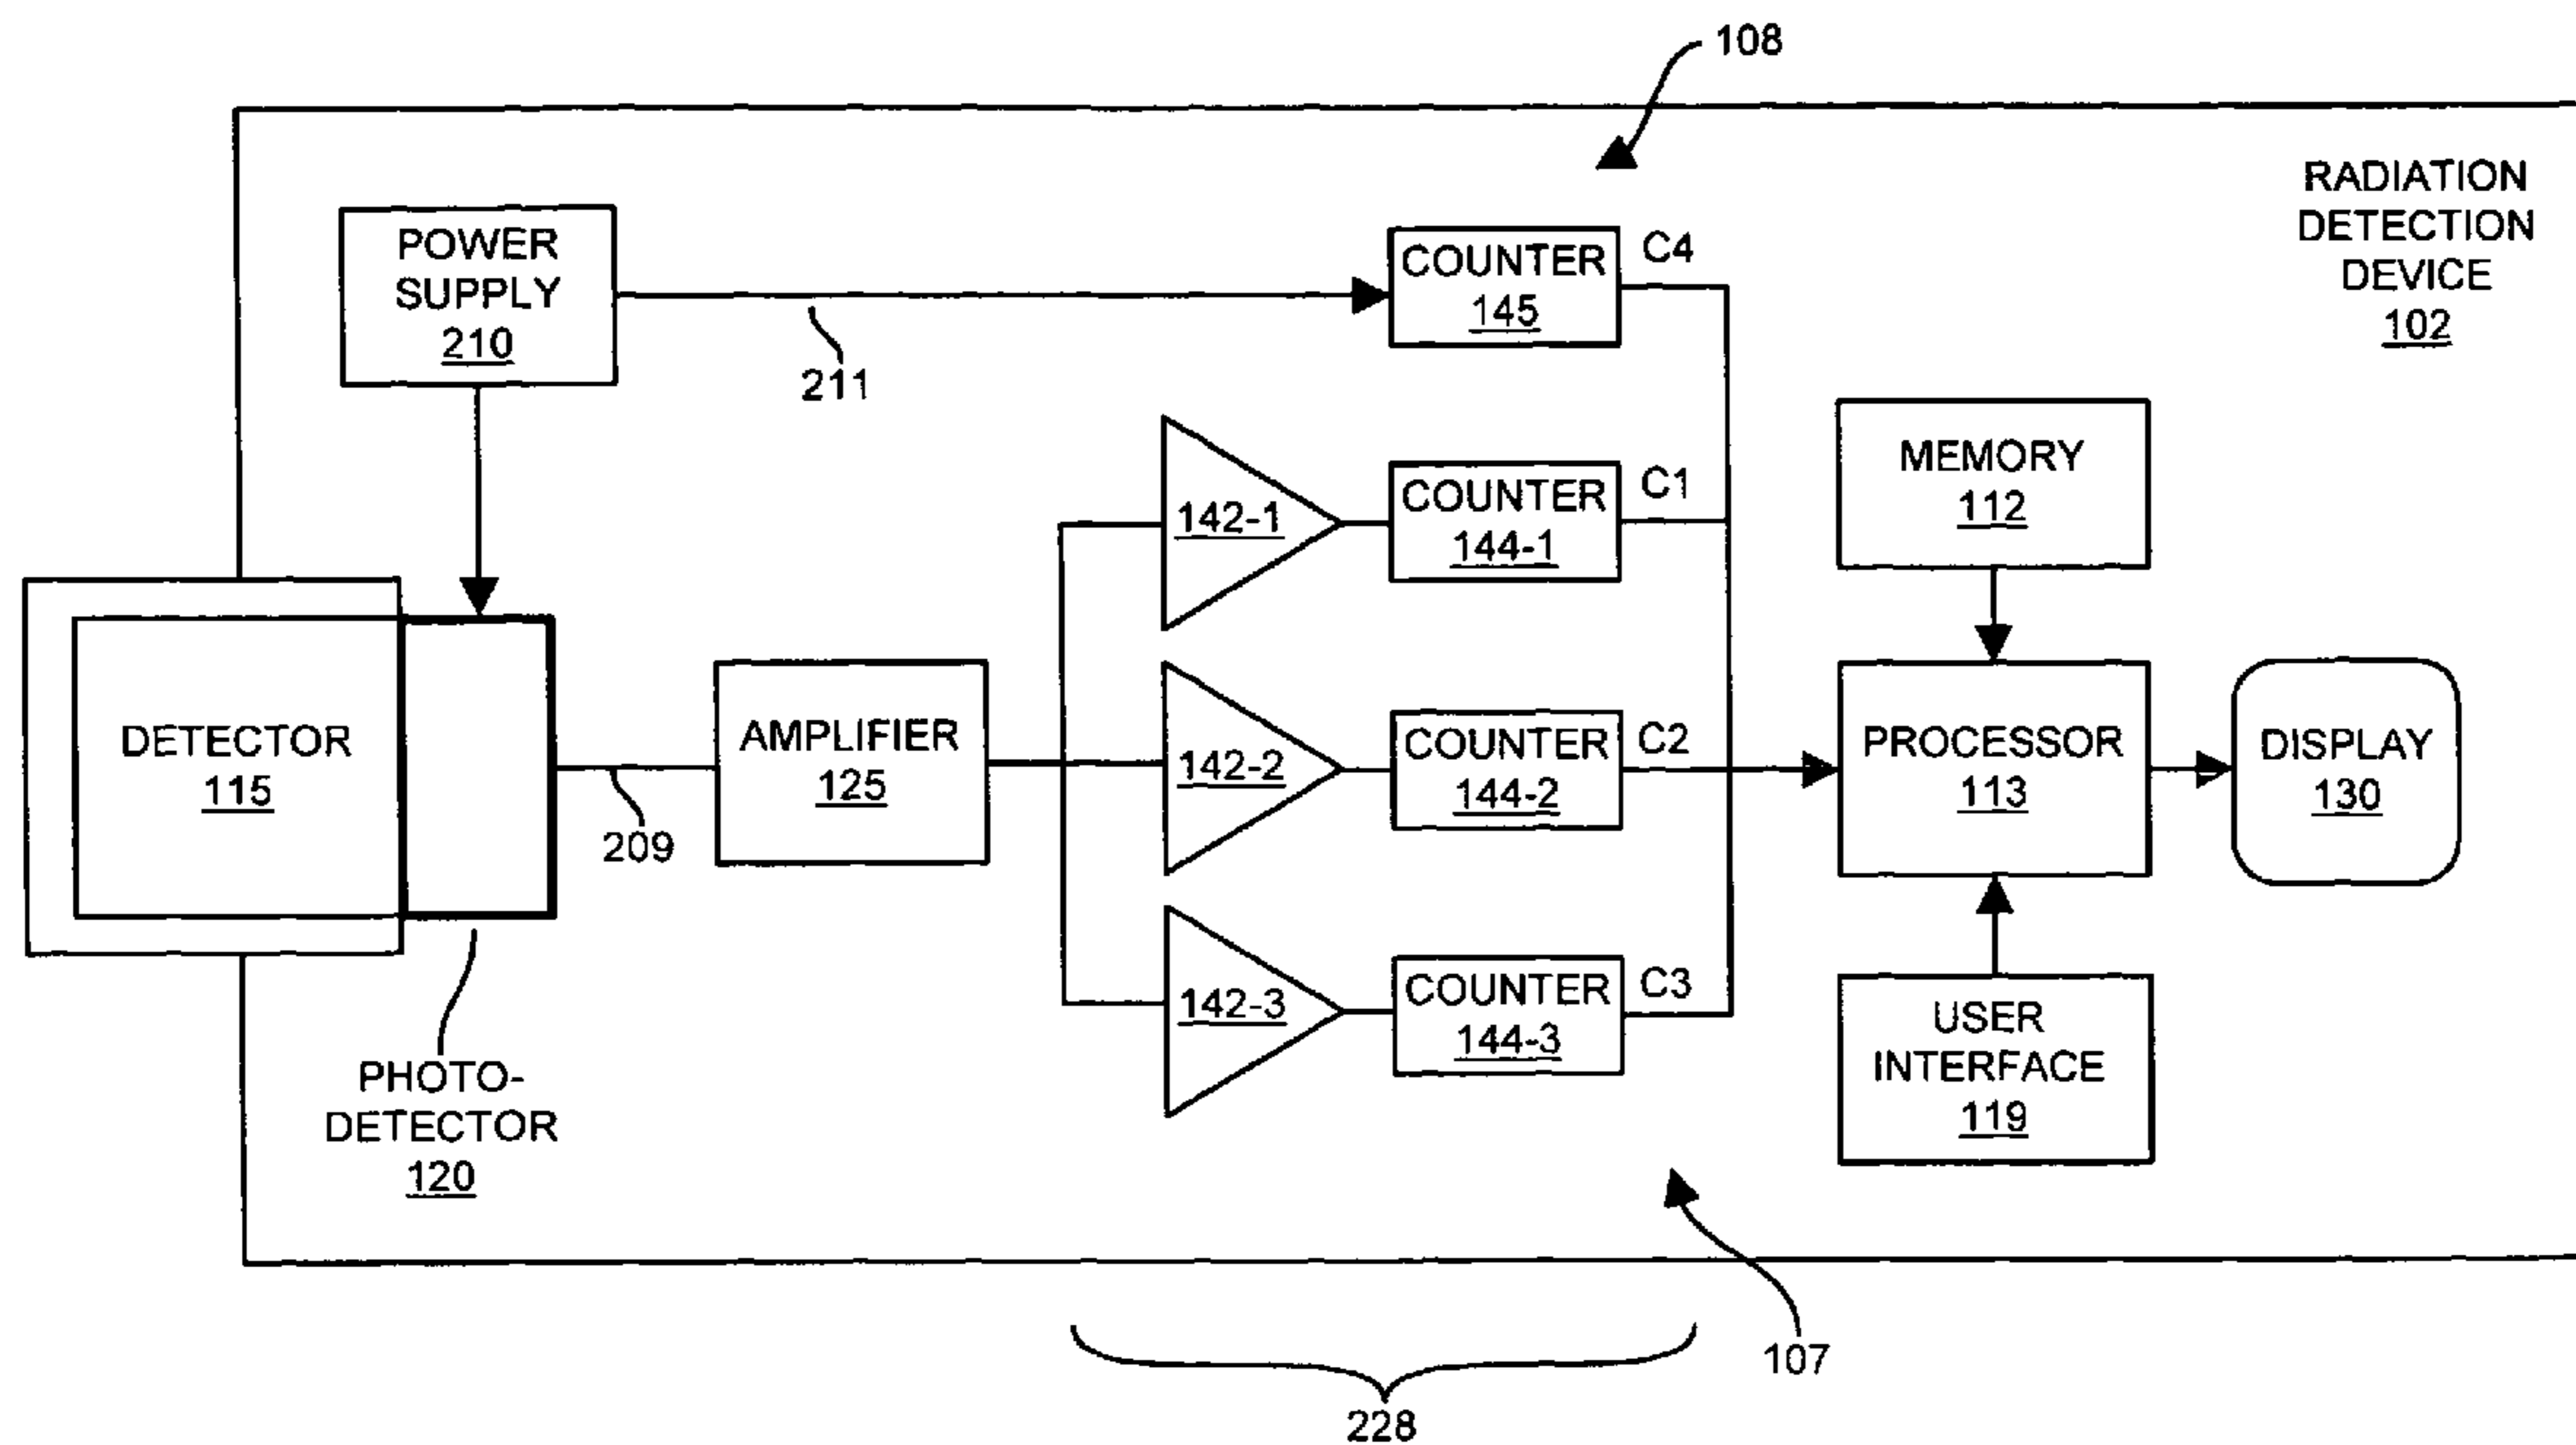 108
RADIATION
DETECTION
DEVICE
102
POWER
SUPPLY
210
211
COUNTER
145
C4
142-1
COUNTER
144-1
C1
MEMORY
112
DETECTOR
115
209
AMPLIFIER
125
142-2
COUNTER
144-2
C2
PROCESSOR
113
DISPLAY
130
PHOTO-
DETECTOR
120
142-3
COUNTER
144-3
C3
USER
INTERFACE
119
107
228